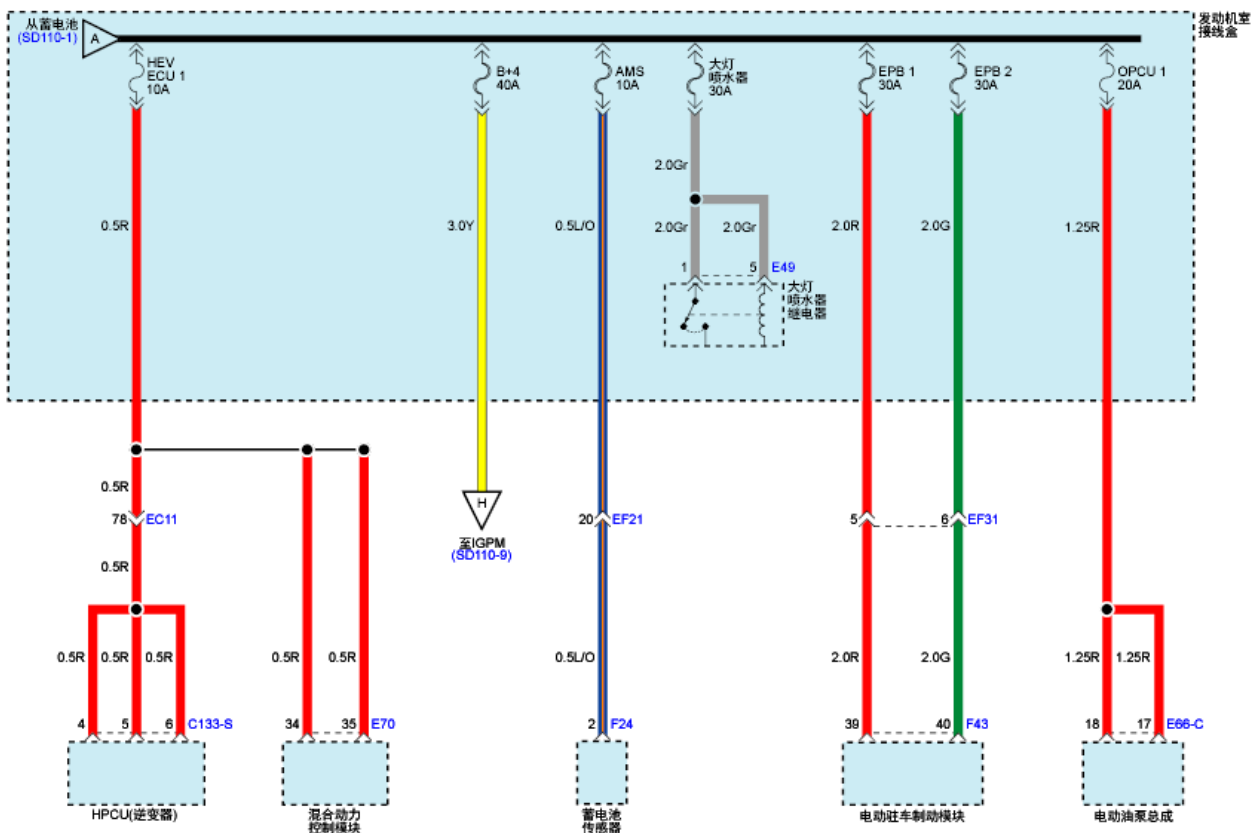 从蓄电池
(SD110-1)
A
发动机室
接线盒
HEV
ECU 1
10A
B+4
40A
AMS
10A
大灯
喷水器
30A
EPB 1
30A
EPB 2
30A
OPCU 1
20A
2.0Gr
0.5R
3.0Y
0.5L/O
2.0Gr
2.0Gr
2.0R
2.0G
1.25R
1
5
E49
大灯
喷水器
继电器
0.5R
78
EC11
H
至IGPM
(SD110-9)
20
EF21
5
6
EF31
0.5R
0.5R
0.5R
0.5R
0.5R
0.5R
0.5L/O
2.0R
2.0G
1.25R
1.25R
4
5
6
C133-S
34
35
E70
2
F24
39
40
F43
18
17
E66-C
HPCU(逆变器)
混合动力
控制模块
蓄电池
传感器
电动驻车制动模块
电动油泵总成